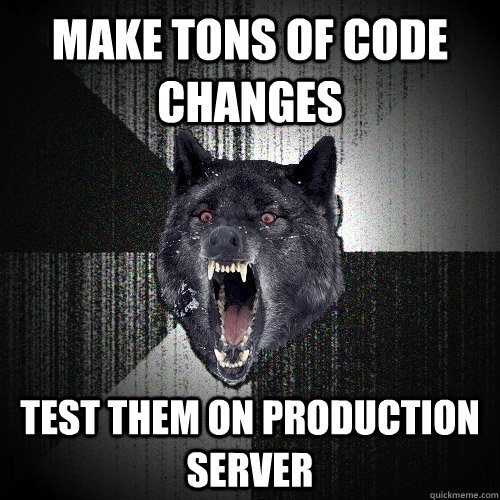 MAKE TONS OF CODE
CHANGES
TEST THEM ON PRODUCTION
SERVER
quickmeme.com